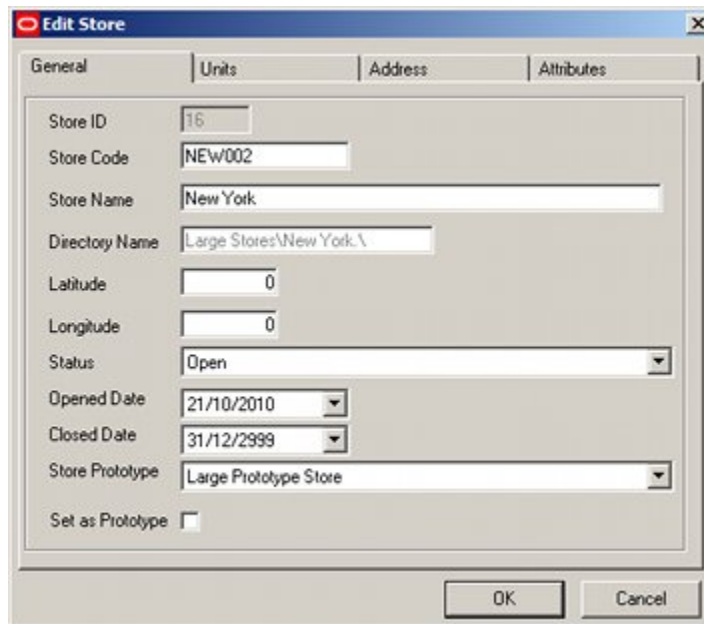 Edit Store
General Units Address Attributes
Store ID 16
Store Code NEW002
Store Name New York
Directory Name Large Stores\New York.\
Latitude 0
Longitude 0
Status Open
Opened Date 21/10/2010
Closed Date 31/12/2999
Store Prototype Large Prototype Store
Set as Prototype
OK Cancel